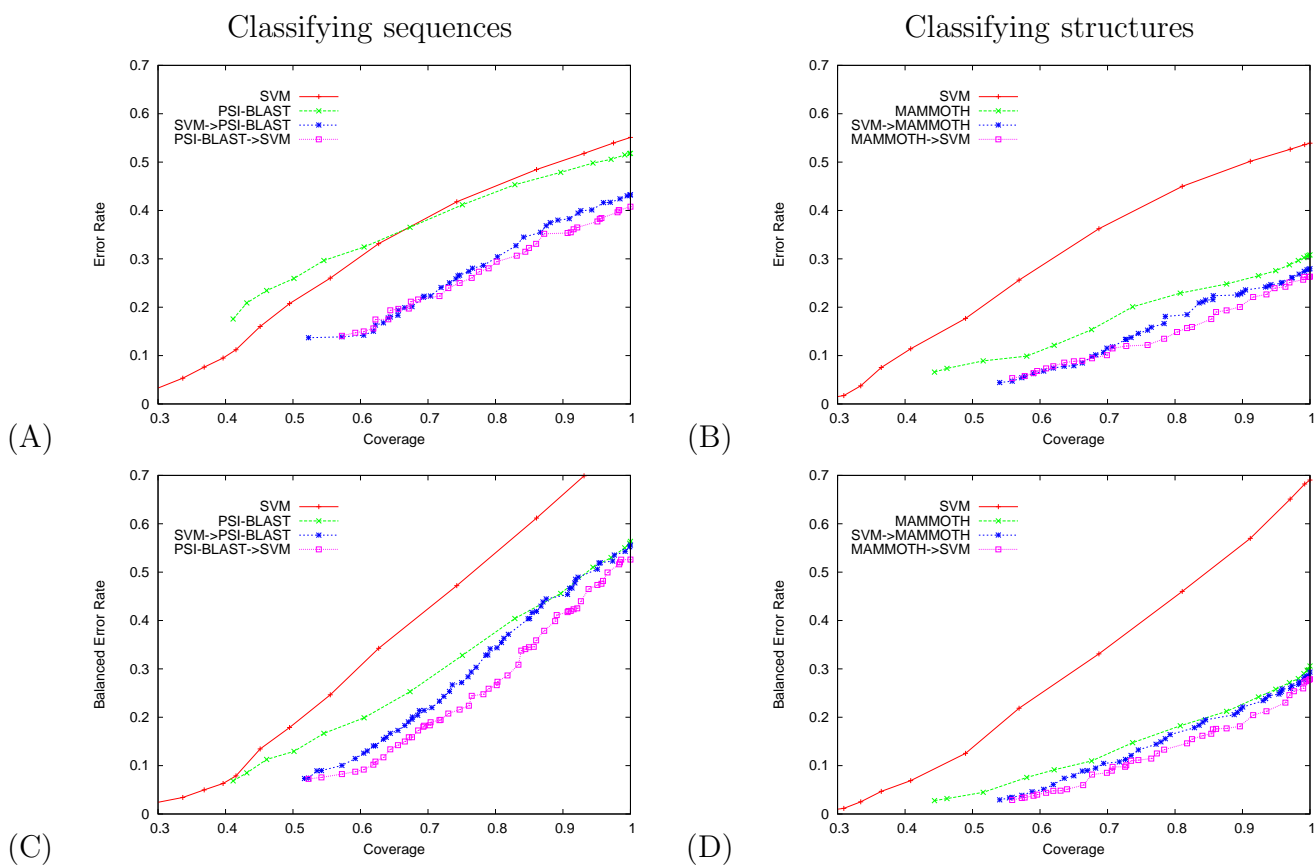 Classifying sequences
Classifying structures
0.7
0.6
0.5
0.4
0.3
0.2
0.1
0
Error Rate
SVM
PSI-BLAST
SVM->PSI-BLAST
PSI-BLAST->SVM
0.3 0.4 0.5 0.6 0.7 0.8 0.9 1
Coverage
(A)
0.7
0.6
0.5
0.4
0.3
0.2
0.1
0
Error Rate
SVM
MAMMOTH
SVM->MAMMOTH
MAMMOTH->SVM
0.3 0.4 0.5 0.6 0.7 0.8 0.9 1
Coverage
(B)
0.7
0.6
0.5
0.4
0.3
0.2
0.1
0
Balanced Error Rate
SVM
PSI-BLAST
SVM->PSI-BLAST
PSI-BLAST->SVM
0.3 0.4 0.5 0.6 0.7 0.8 0.9 1
Coverage
(C)
0.7
0.6
0.5
0.4
0.3
0.2
0.1
0
Balanced Error Rate
SVM
MAMMOTH
SVM->MAMMOTH
MAMMOTH->SVM
0.3 0.4 0.5 0.6 0.7 0.8 0.9 1
Coverage
(D)